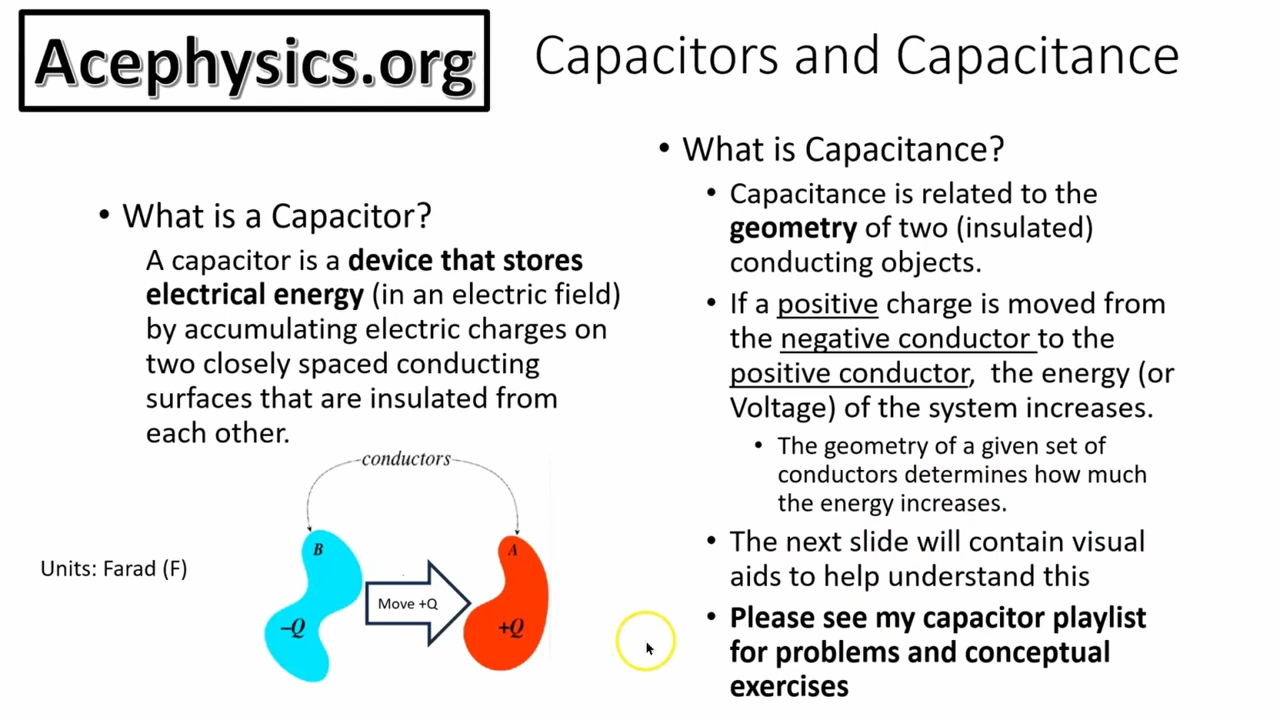 Acephysics.org
Capacitors and Capacitance
• What is a Capacitor?
A capacitor is a device that stores
electrical energy (in an electric field)
by accumulating electric charges on
two closely spaced conducting
surfaces that are insulated from
each other.
conductors
B
A
Units: Farad (F)
Move +Q
–Q
+Q
• What is Capacitance?
• Capacitance is related to the
geometry of two (insulated)
conducting objects.
• If a positive charge is moved from
the negative conductor to the
positive conductor, the energy (or
Voltage) of the system increases.
• The geometry of a given set of
conductors determines how much
the energy increases.
• The next slide will contain visual
aids to help understand this
• Please see my capacitor playlist
for problems and conceptual
exercises